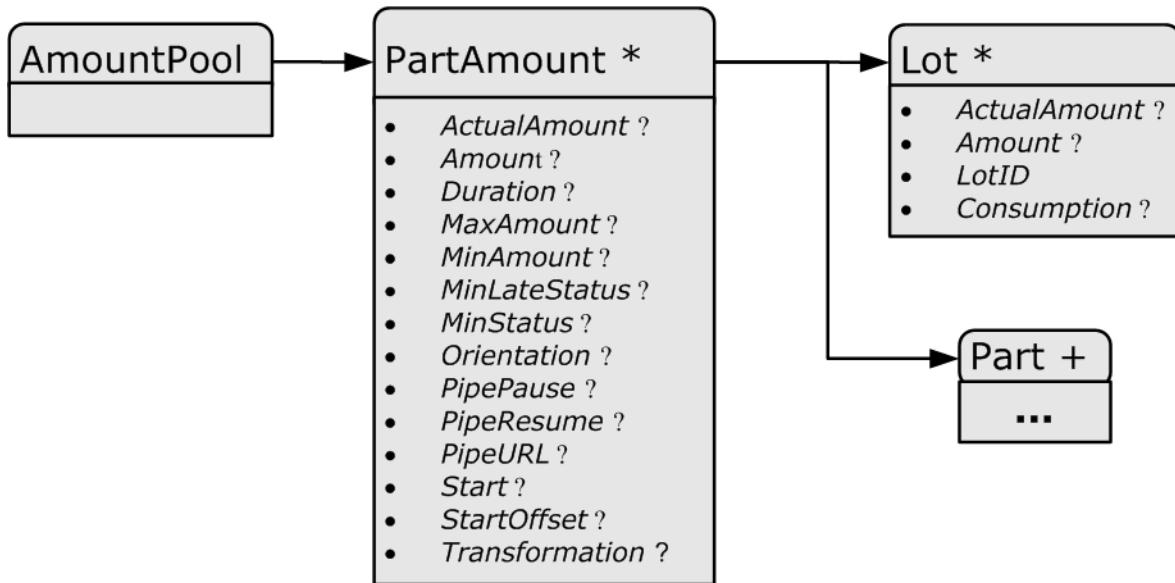 AmountPool
PartAmount *
• ActualAmount ?
• Amount ?
• Duration ?
• MaxAmount ?
• MinAmount ?
• MinLateStatus ?
• MinStatus ?
• Orientation ?
• PipePause ?
• PipeResume ?
• PipeURL ?
• Start ?
• StartOffset ?
• Transformation ?
Lot *
• ActualAmount ?
• Amount ?
• LotID
• Consumption ?
Part +
...